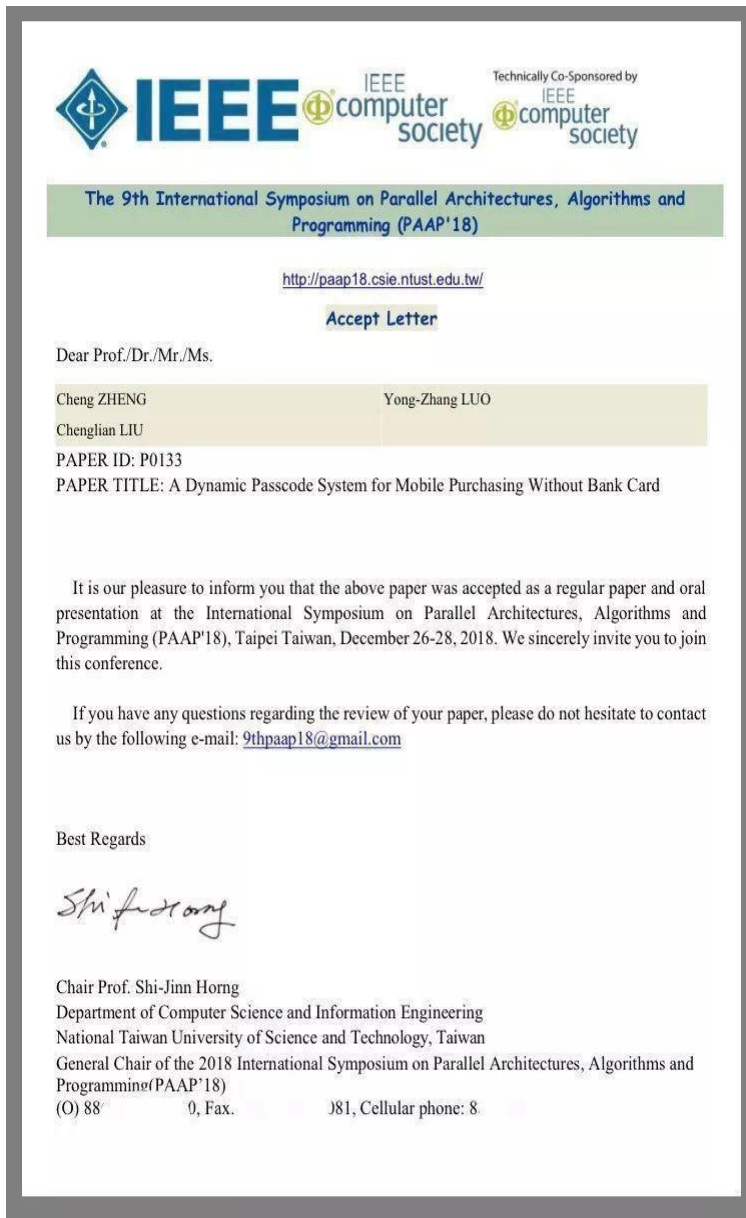 IEEE IEEE computer society Technically Co-Sponsored by IEEE computer society
The 9th International Symposium on Parallel Architectures, Algorithms and
Programming (PAAP'18)
http://paap18.csie.ntust.edu.tw/
Accept Letter
Dear Prof./Dr./Mr./Ms.
Cheng ZHENG Yong-Zhang LUO
Chenglian LIU
PAPER ID: P0133
PAPER TITLE: A Dynamic Passcode System for Mobile Purchasing Without Bank Card
It is our pleasure to inform you that the above paper was accepted as a regular paper and oral
presentation at the International Symposium on Parallel Architectures, Algorithms and
Programming (PAAP'18), Taipei Taiwan, December 26-28, 2018. We sincerely invite you to join
this conference.
If you have any questions regarding the review of your paper, please do not hesitate to contact
us by the following e-mail: 9thpaap18@gmail.com
Best Regards
Chair Prof. Shi-Jinn Horng
Department of Computer Science and Information Engineering
National Taiwan University of Science and Technology, Taiwan
General Chair of the 2018 International Symposium on Parallel Architectures, Algorithms and
Programming(PAAP’18)
(O) 88 0, Fax. 081, Cellular phone: 8